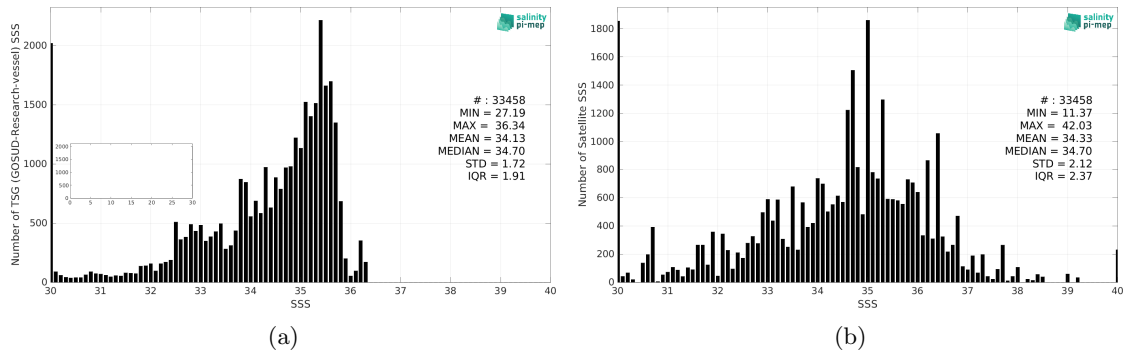 salinity
pi-mep
Number of TSG (GOSUD-Research-vessel) SSS
2000
1500
1000
500
0
# : 33458
MIN = 27.19
MAX = 36.34
MEAN = 34.13
MEDIAN = 34.70
STD = 1.72
IQR = 1.91
2000
1500
1000
500
0
0 5 10 15 20 25 30
30 31 32 33 34 35 36 37 38 39 40
SSS
(a)
salinity
pi-mep
Number of Satellite SSS
1800
1600
1400
1200
1000
800
600
400
200
0
# : 33458
MIN = 11.37
MAX = 42.03
MEAN = 34.33
MEDIAN = 34.70
STD = 2.12
IQR = 2.37
30 31 32 33 34 35 36 37 38 39 40
SSS
(b)